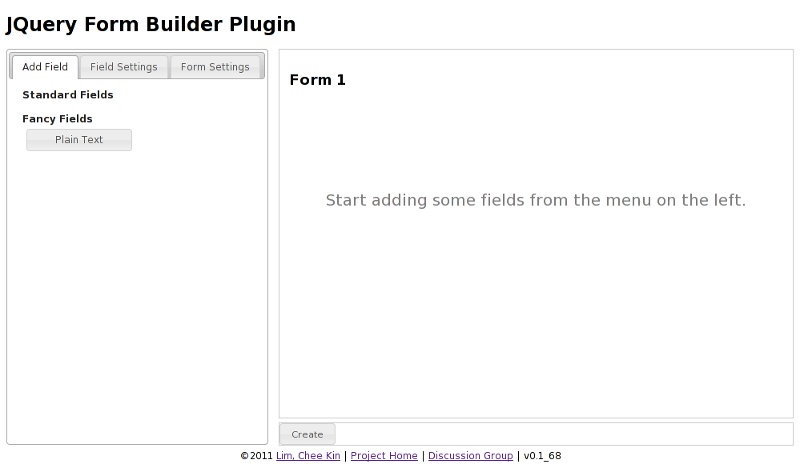 JQuery Form Builder Plugin
Add Field Field Settings Form Settings
Standard Fields
Fancy Fields
Plain Text
Form 1
Start adding some fields from the menu on the left.
Create
©2011 Lim, Chee Kin | Project Home | Discussion Group | v0.1_68